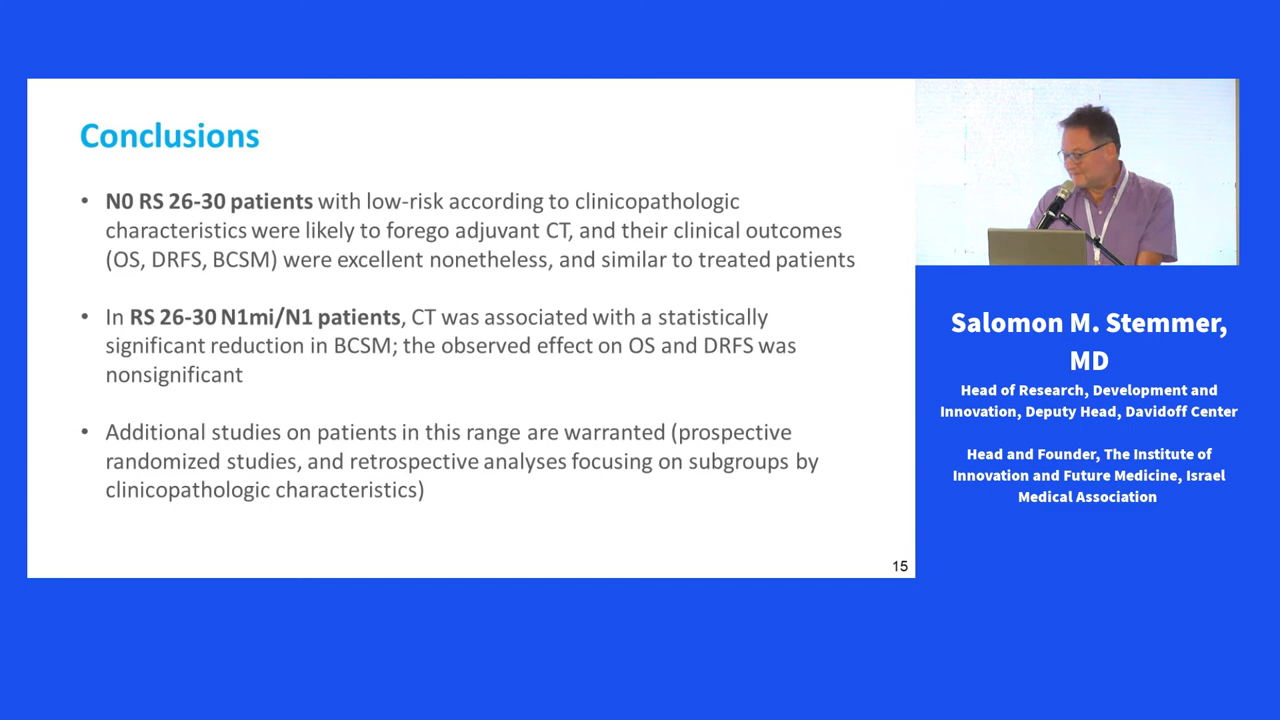 Conclusions
• N0 RS 26-30 patients with low-risk according to clinicopathologic
characteristics were likely to forego adjuvant CT, and their clinical outcomes
(OS, DRFS, BCSM) were excellent nonetheless, and similar to treated patients
• In RS 26-30 N1mi/N1 patients, CT was associated with a statistically
significant reduction in BCSM; the observed effect on OS and DRFS was
nonsignificant
• Additional studies on patients in this range are warranted (prospective
randomized studies, and retrospective analyses focusing on subgroups by
clinicopathologic characteristics)
15
Salomon M. Stemmer,
MD
Head of Research, Development and
Innovation, Deputy Head, Davidoff Center
Head and Founder, The Institute of
Innovation and Future Medicine, Israel
Medical Association